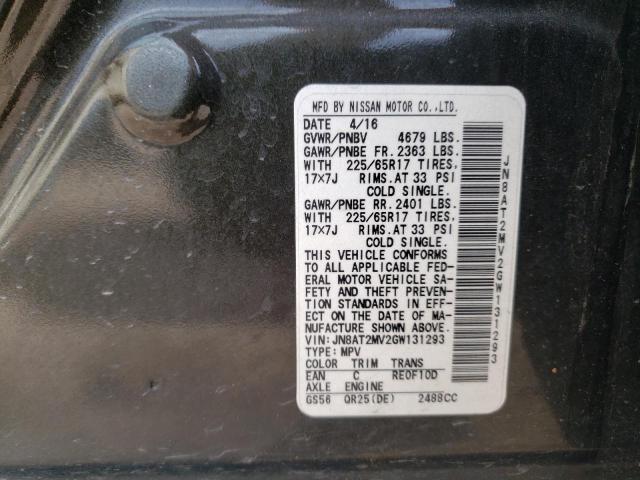 MFD BY NISSAN MOTOR CO.,LTD.
DATE 4/16
GVWR/PNBV 4679 LBS.
GAWR/PNBE FR. 2363 LBS.
WITH 225/65R17 TIRES,
17×7J RIMS.AT 33 PSI
COLD SINGLE.
GAWR/PNBE RR. 2401 LBS.
WITH 225/65R17 TIRES,
17×7J RIMS.AT 33 PSI
COLD SINGLE.
THIS VEHICLE CONFORMS
TO ALL APPLICABLE FED-
ERAL MOTOR VEHICLE SA-
FETY AND THEFT PREVEN-
TION STANDARDS IN EFF-
ECT ON THE DATE OF MA-
NUFACTURE SHOWN ABOVE.
VIN:JN8AT2MV2GW131293
TYPE:MPV
COLOR TRIM TRANS
EAN C RE0F10D
AXLE ENGINE
GS56 QR25(DE) 2488CC
JN8AT2MV2GW131293